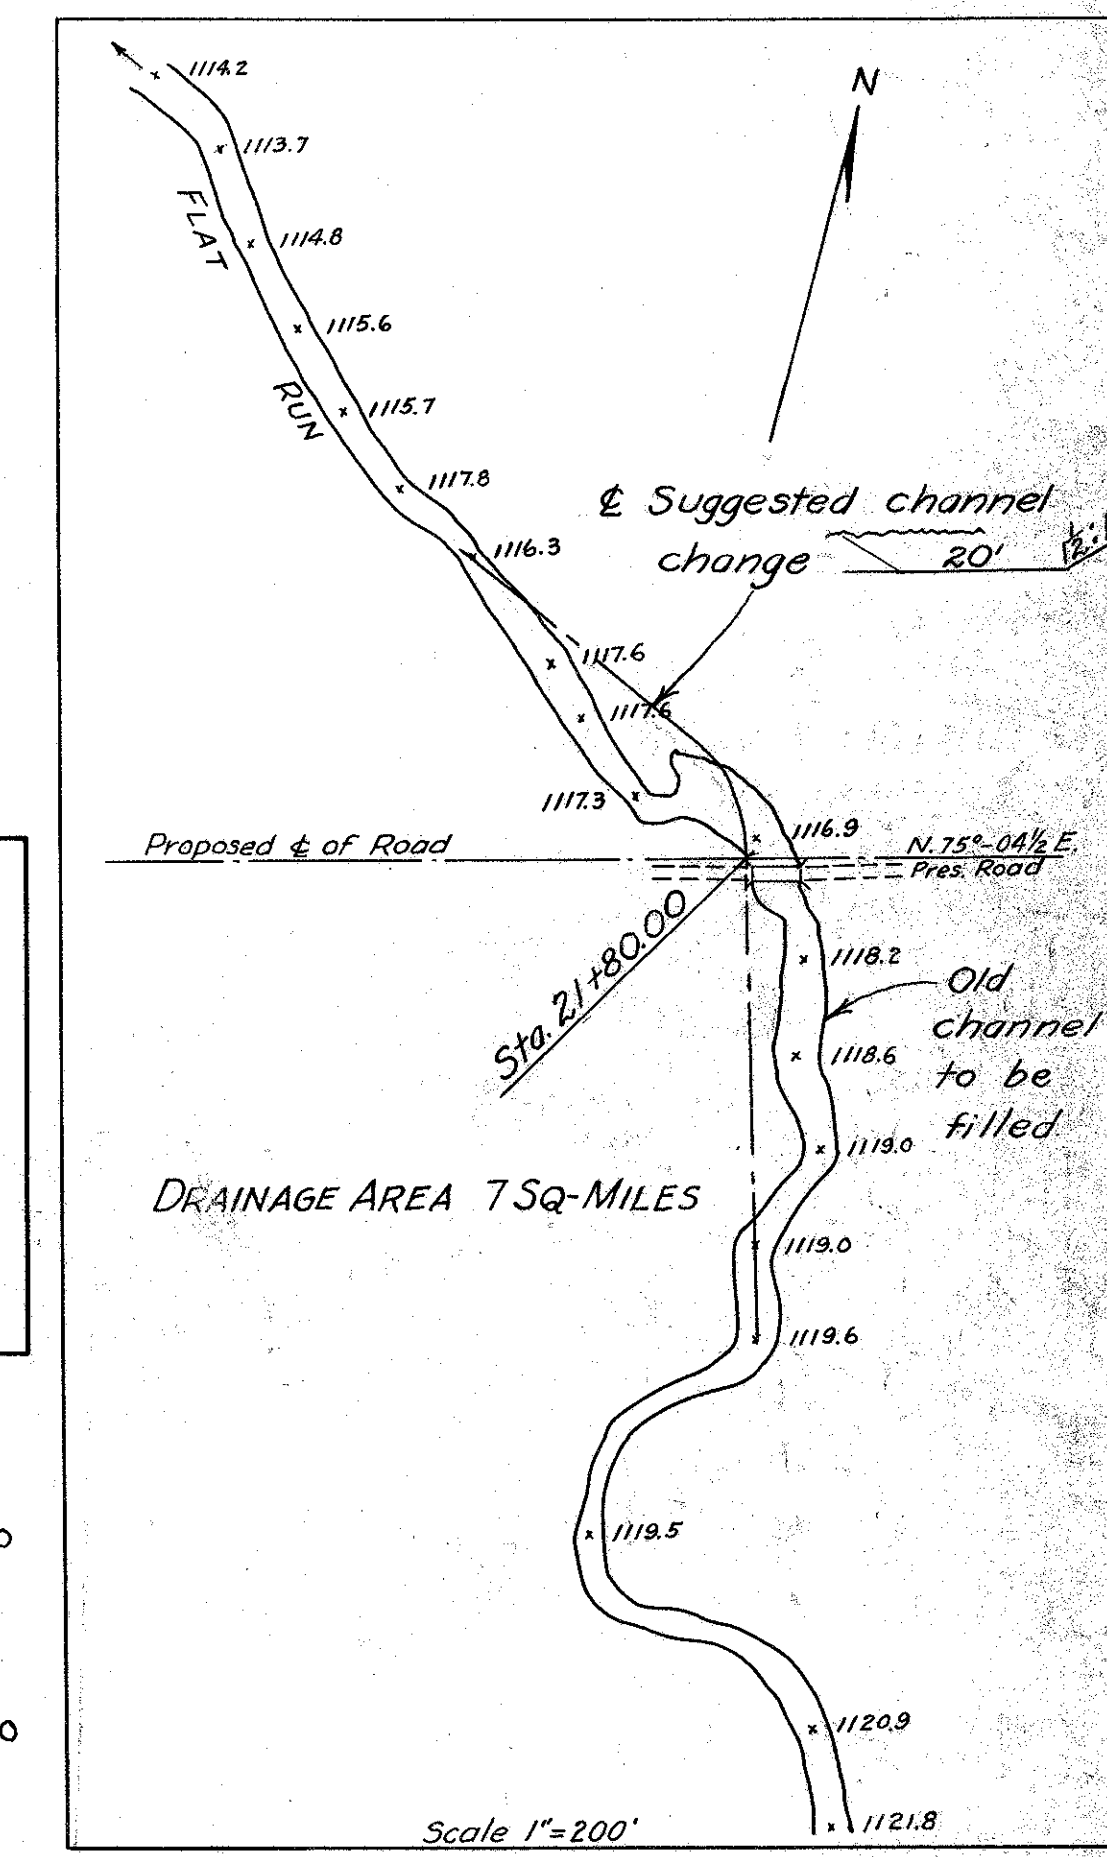 1114.2
N
1113.7
FLAT
1114.8
1115.6
RUN
1115.7
1117.8
℄ Suggested channel
change
20'
1116.3
1117.6
1117.6
1117.3
1116.9
Proposed ℄ of Road
N. 75°-04½ E.
Pres. Road
Sta. 21+80.00
1118.2
Old
channel
to be
filled
1118.6
1119.0
DRAINAGE AREA 7 SQ-MILES
1119.0
1119.6
1119.5
1120.9
1121.8
Scale 1"=200'